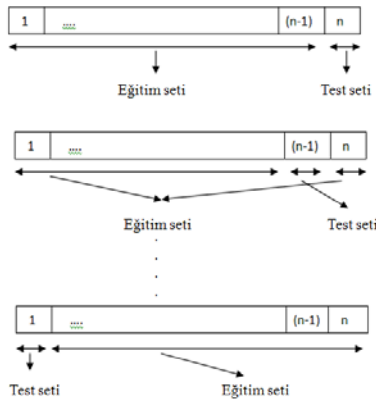 1 .... (n-1) n
Eğitim seti Test seti
1 .... (n-1) n
Eğitim seti Test seti
.
.
.
.
1 .... (n-1) n
Test seti Eğitim seti